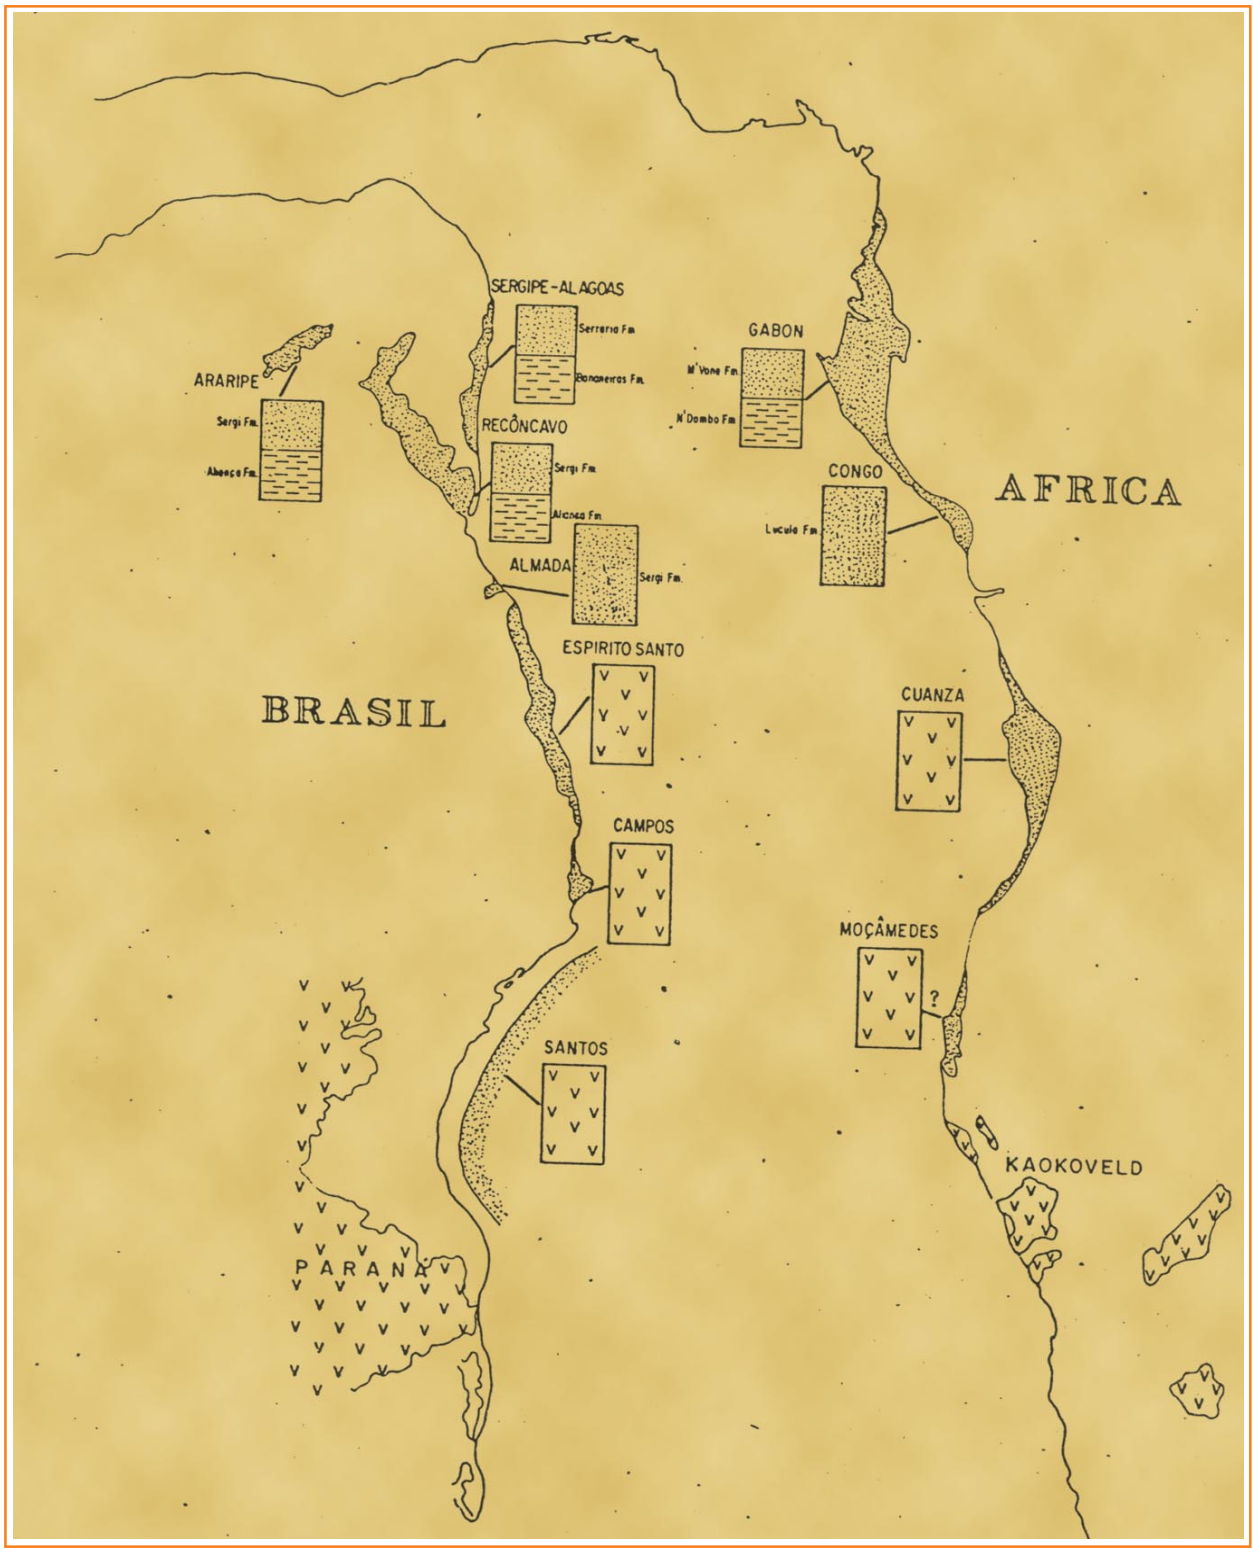 SERGIPE-ALAGOAS
Serraria Fm
Bananeiras Fm.
GABON
M'Vone Fm.
N'Dombo Fm
ARARIPE
Sergi Fm.
Aliança Fm.
RECÔNCAVO
Sergi Fm.
Aliança Fm.
CONGO
Lucula Fm
AFRICA
ALMADA
Sergi Fm.
ESPIRITO SANTO
BRASIL
CUANZA
CAMPOS
MOÇÂMEDES
?
SANTOS
KAOKOVELD
PARANÁ